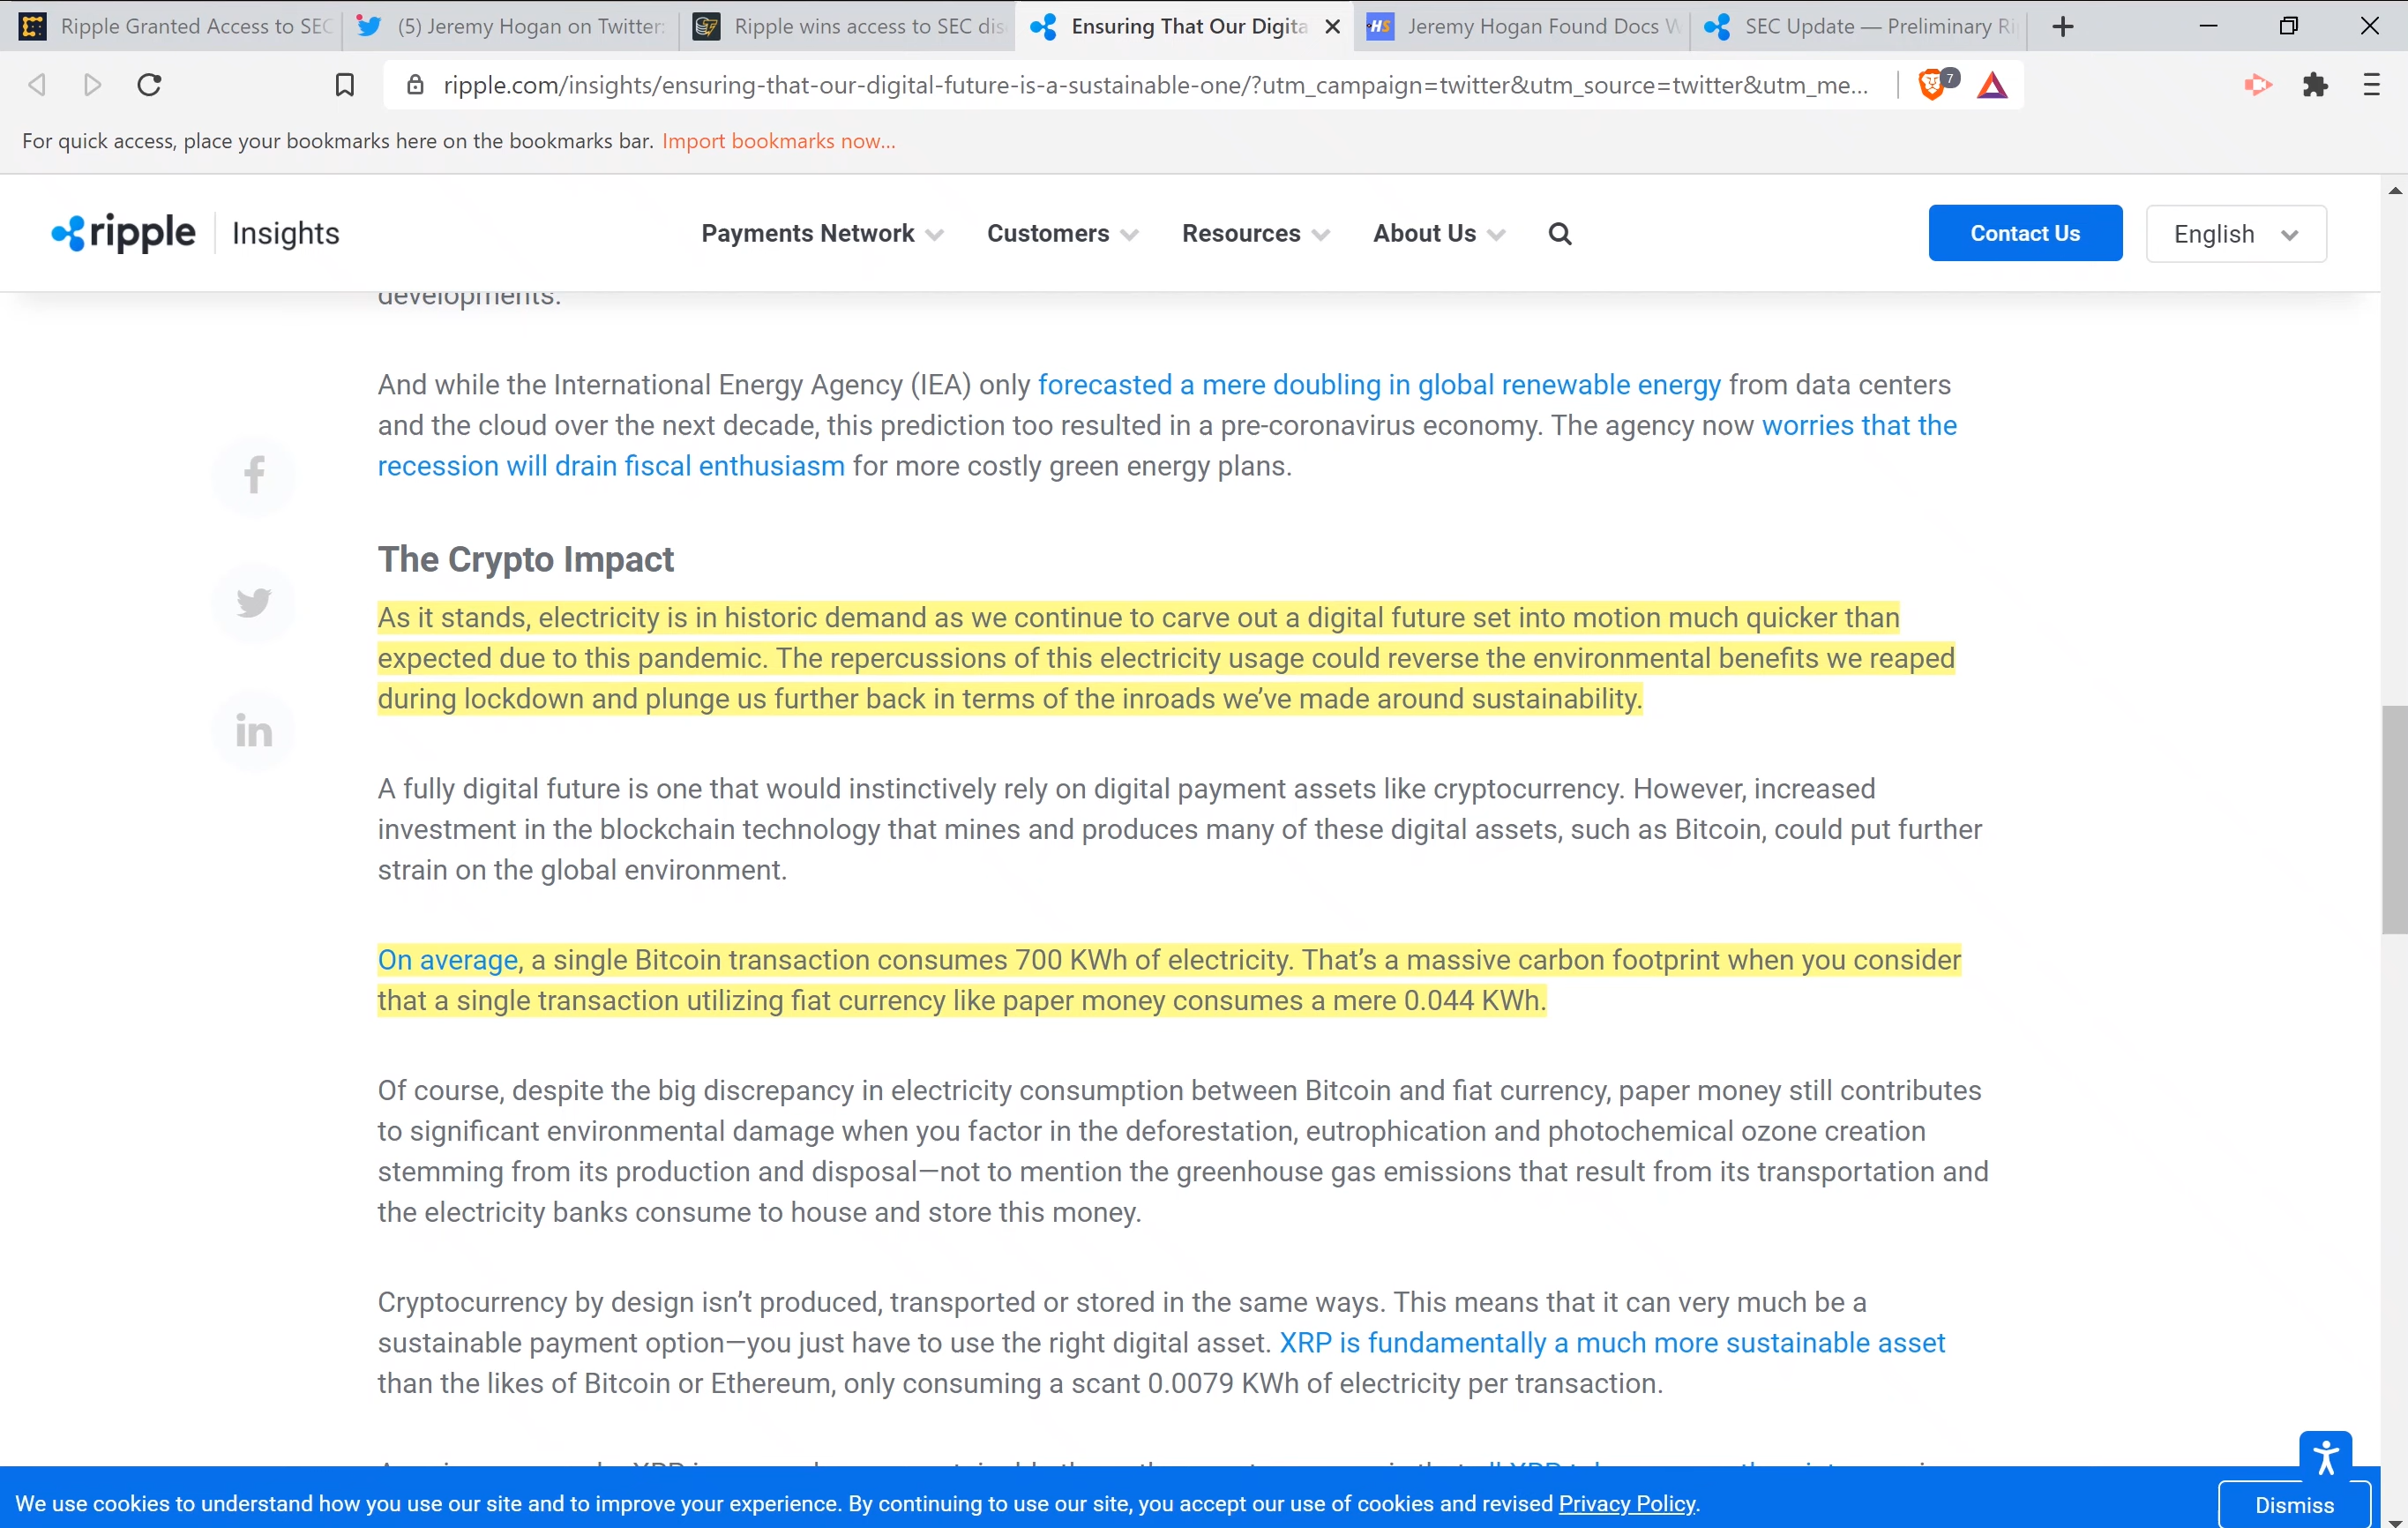 Ripple Granted Access to SEC
(5) Jeremy Hogan on Twitter:
Ripple wins access to SEC dis
Ensuring That Our Digita
HS
Jeremy Hogan Found Docs W
SEC Update — Preliminary Ri
ripple.com/insights/ensuring-that-our-digital-future-is-a-sustainable-one/?utm_campaign=twitter&utm_source=twitter&utm_me...
7
For quick access, place your bookmarks here on the bookmarks bar. Import bookmarks now...
ripple
Insights
Payments Network
Customers
Resources
About Us
Contact Us
English
developments.
And while the International Energy Agency (IEA) only forecasted a mere doubling in global renewable energy from data centers
and the cloud over the next decade, this prediction too resulted in a pre-coronavirus economy. The agency now worries that the
recession will drain fiscal enthusiasm for more costly green energy plans.
The Crypto Impact
As it stands, electricity is in historic demand as we continue to carve out a digital future set into motion much quicker than
expected due to this pandemic. The repercussions of this electricity usage could reverse the environmental benefits we reaped
during lockdown and plunge us further back in terms of the inroads we’ve made around sustainability.
A fully digital future is one that would instinctively rely on digital payment assets like cryptocurrency. However, increased
investment in the blockchain technology that mines and produces many of these digital assets, such as Bitcoin, could put further
strain on the global environment.
On average, a single Bitcoin transaction consumes 700 KWh of electricity. That’s a massive carbon footprint when you consider
that a single transaction utilizing fiat currency like paper money consumes a mere 0.044 KWh.
Of course, despite the big discrepancy in electricity consumption between Bitcoin and fiat currency, paper money still contributes
to significant environmental damage when you factor in the deforestation, eutrophication and photochemical ozone creation
stemming from its production and disposal—not to mention the greenhouse gas emissions that result from its transportation and
the electricity banks consume to house and store this money.
Cryptocurrency by design isn’t produced, transported or stored in the same ways. This means that it can very much be a
sustainable payment option—you just have to use the right digital asset. XRP is fundamentally a much more sustainable asset
than the likes of Bitcoin or Ethereum, only consuming a scant 0.0079 KWh of electricity per transaction.
We use cookies to understand how you use our site and to improve your experience. By continuing to use our site, you accept our use of cookies and revised Privacy Policy.
Dismiss